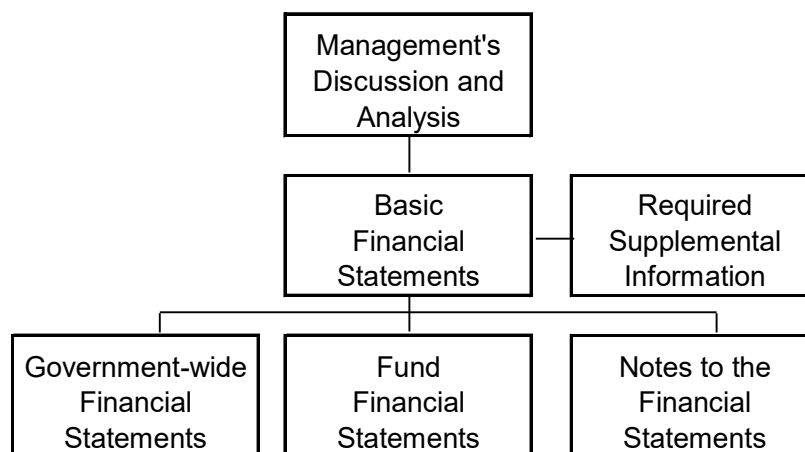 Management's
Discussion and
Analysis
Basic
Financial
Statements
Required
Supplemental
Information
Government-wide
Financial
Statements
Fund
Financial
Statements
Notes to the
Financial
Statements